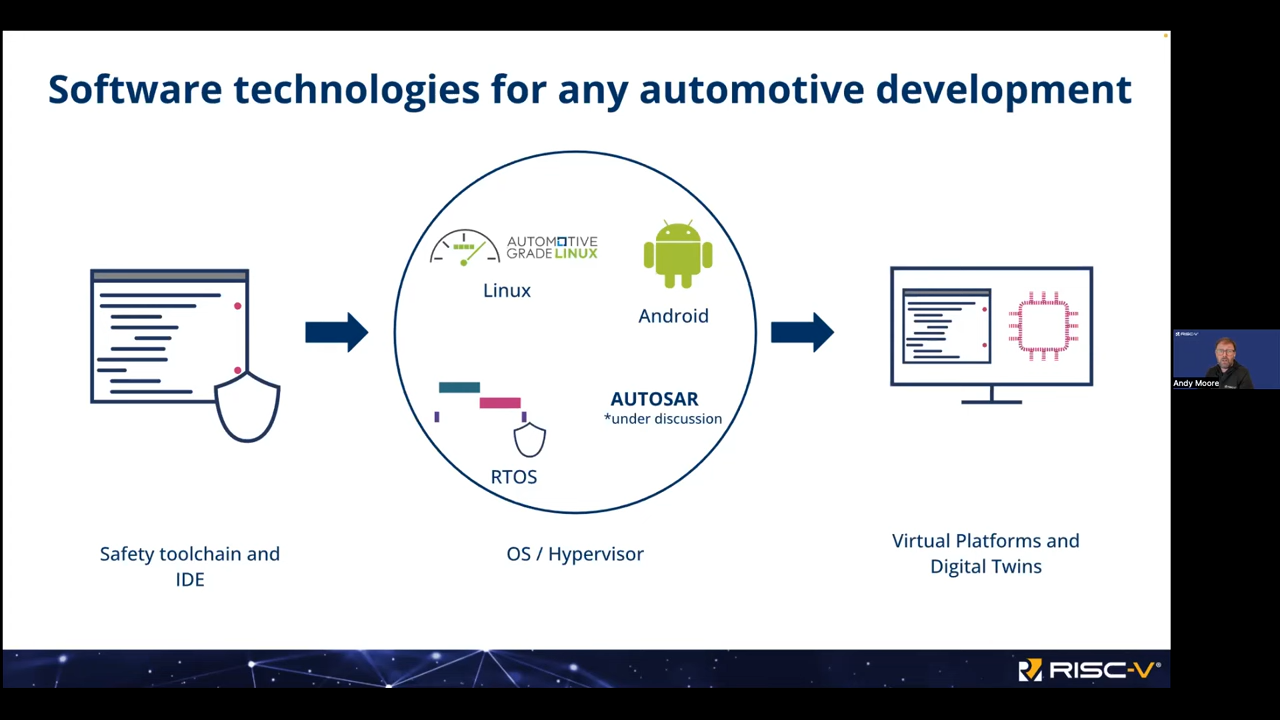 Software technologies for any automotive development
AUTOMOTIVE
GRADE LINUX
Linux
Android
AUTOSAR
*under discussion
RTOS
Safety toolchain and
IDE
OS / Hypervisor
Virtual Platforms and
Digital Twins
RISC-V®
RISC-V
Andy Moore